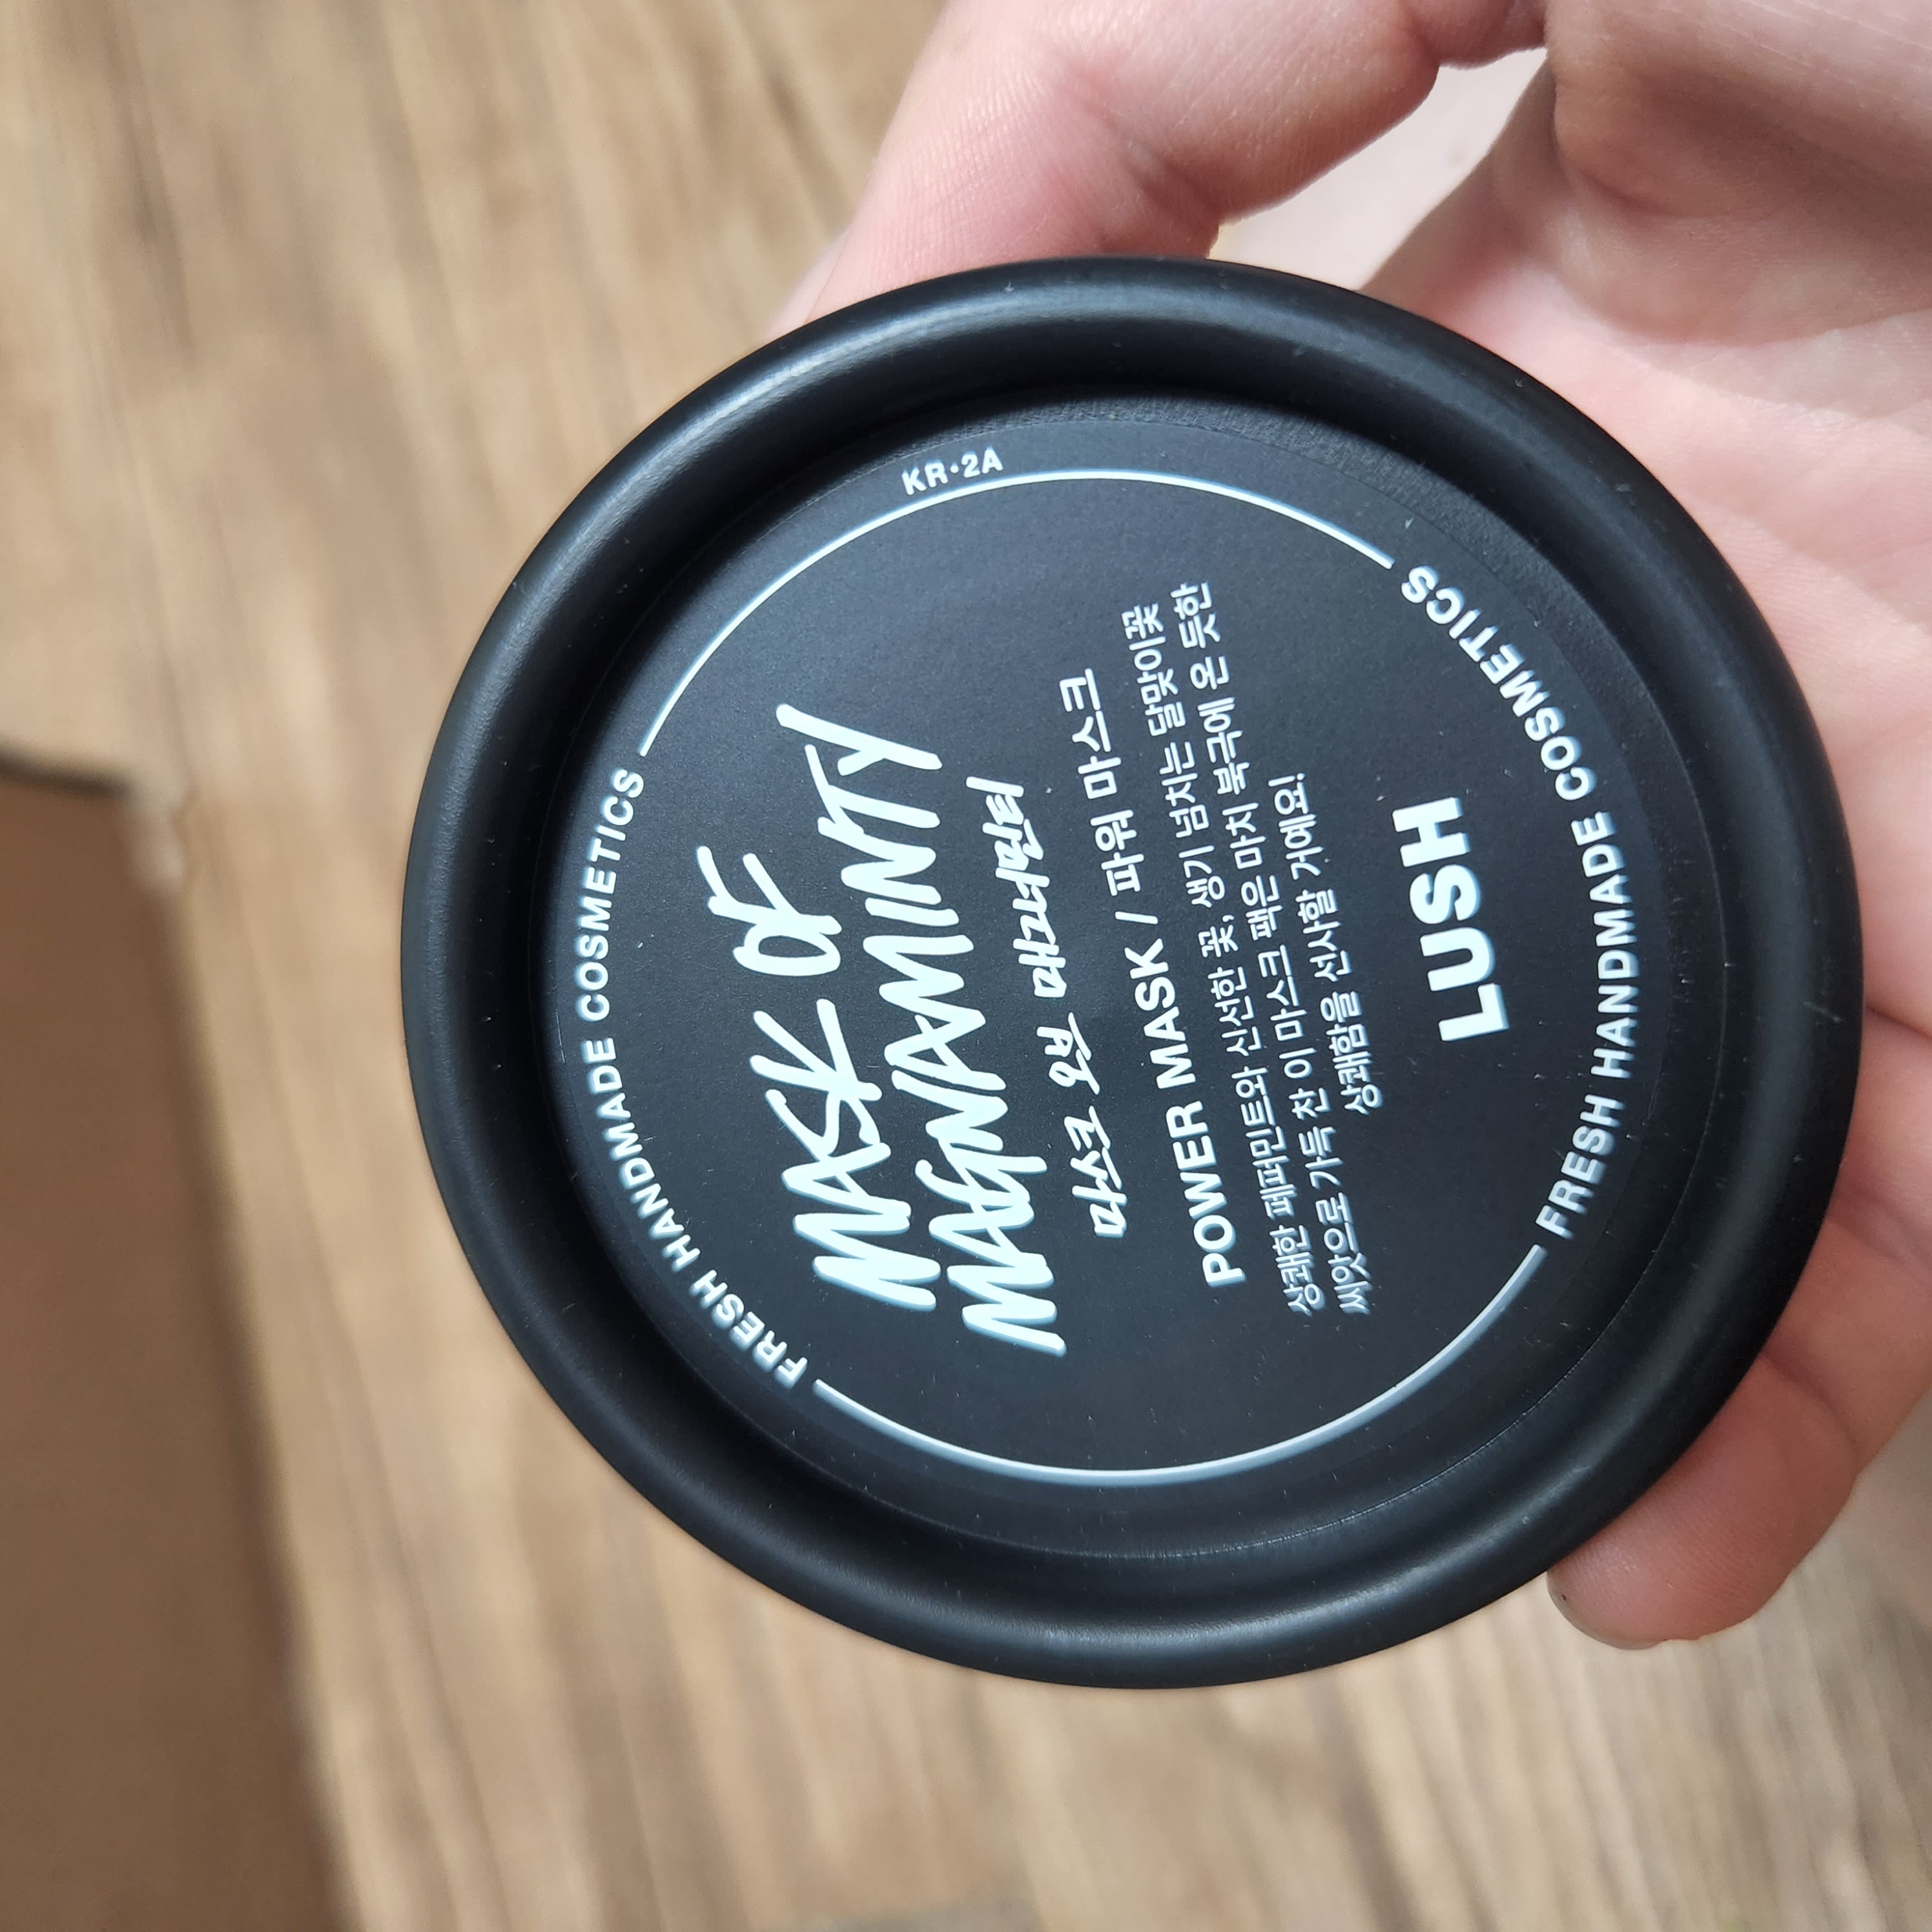 FRESH HANDMADE COSMETICS
MASK OF
MAGNAMINTY
마스크 오브 매그너민티
POWER MASK / 파워 마스크
상쾌한 페퍼민트와 신선한 꽃, 생기 넘치는 달맞이꽃
씨앗으로 가득 찬 이 마스크 팩은 마치 북극에 온 듯한
상쾌함을 선사할 거예요!
LUSH
FRESH HANDMADE COSMETICS
KR•2A